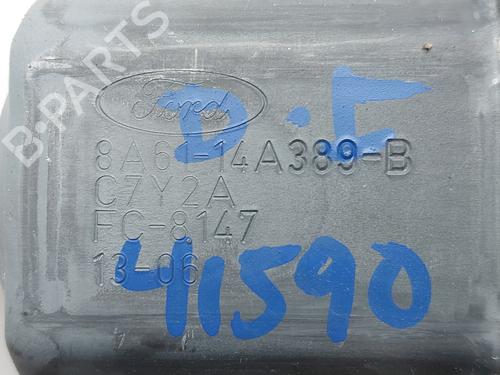 Ford
D.E
8A61-14A389-B
C7Y2A
FC-8147
13-06
41590
B-PARTS